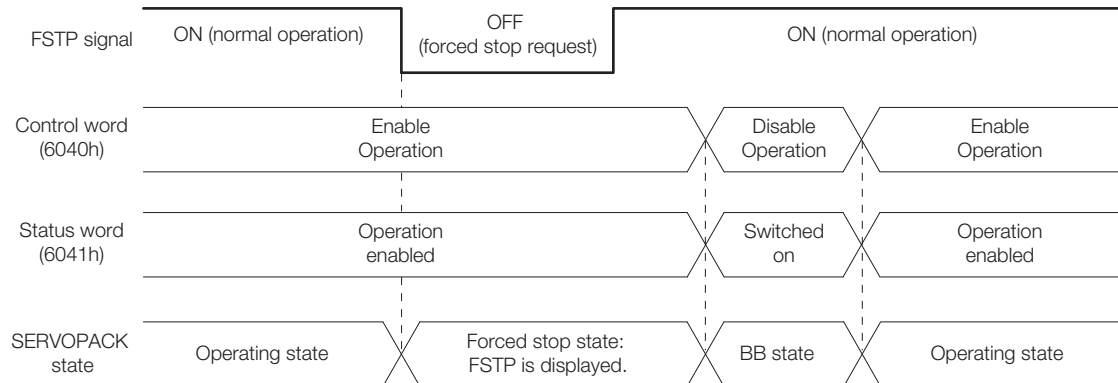 FSTP signal
ON (normal operation)
OFF
(forced stop request)
ON (normal operation)
Control word
(6040h)
Enable
Operation
Disable
Operation
Enable
Operation
Status word
(6041h)
Operation
enabled
Switched
on
Operation
enabled
SERVOPACK
state
Operating state
Forced stop state:
FSTP is displayed.
BB state
Operating state